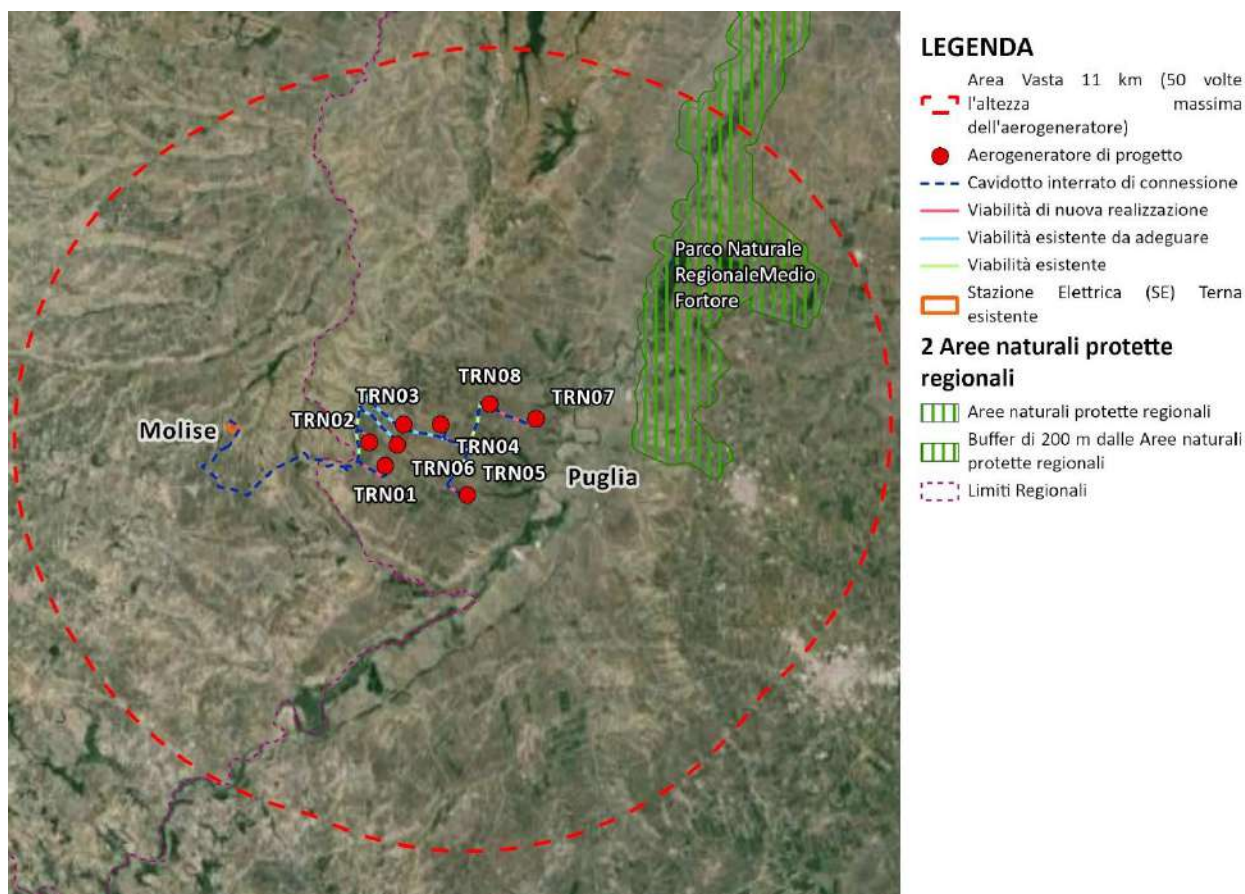 Parco Naturale
RegionaleMedio
Fortore
TRN08
TRN03
TRN07
TRN02
Molise
TRN04
TRN06
TRN05
Puglia
TRN01
LEGENDA
Area Vasta 11 km (50 volte
l'altezza massima
dell'aerogeneratore)
Aerogeneratore di progetto
Cavidotto interrato di connessione
Viabilità di nuova realizzazione
Viabilità esistente da adeguare
Viabilità esistente
Stazione Elettrica (SE) Terna
esistente
2 Aree naturali protette
regionali
Aree naturali protette regionali
Buffer di 200 m dalle Aree naturali
protette regionali
Limiti Regionali